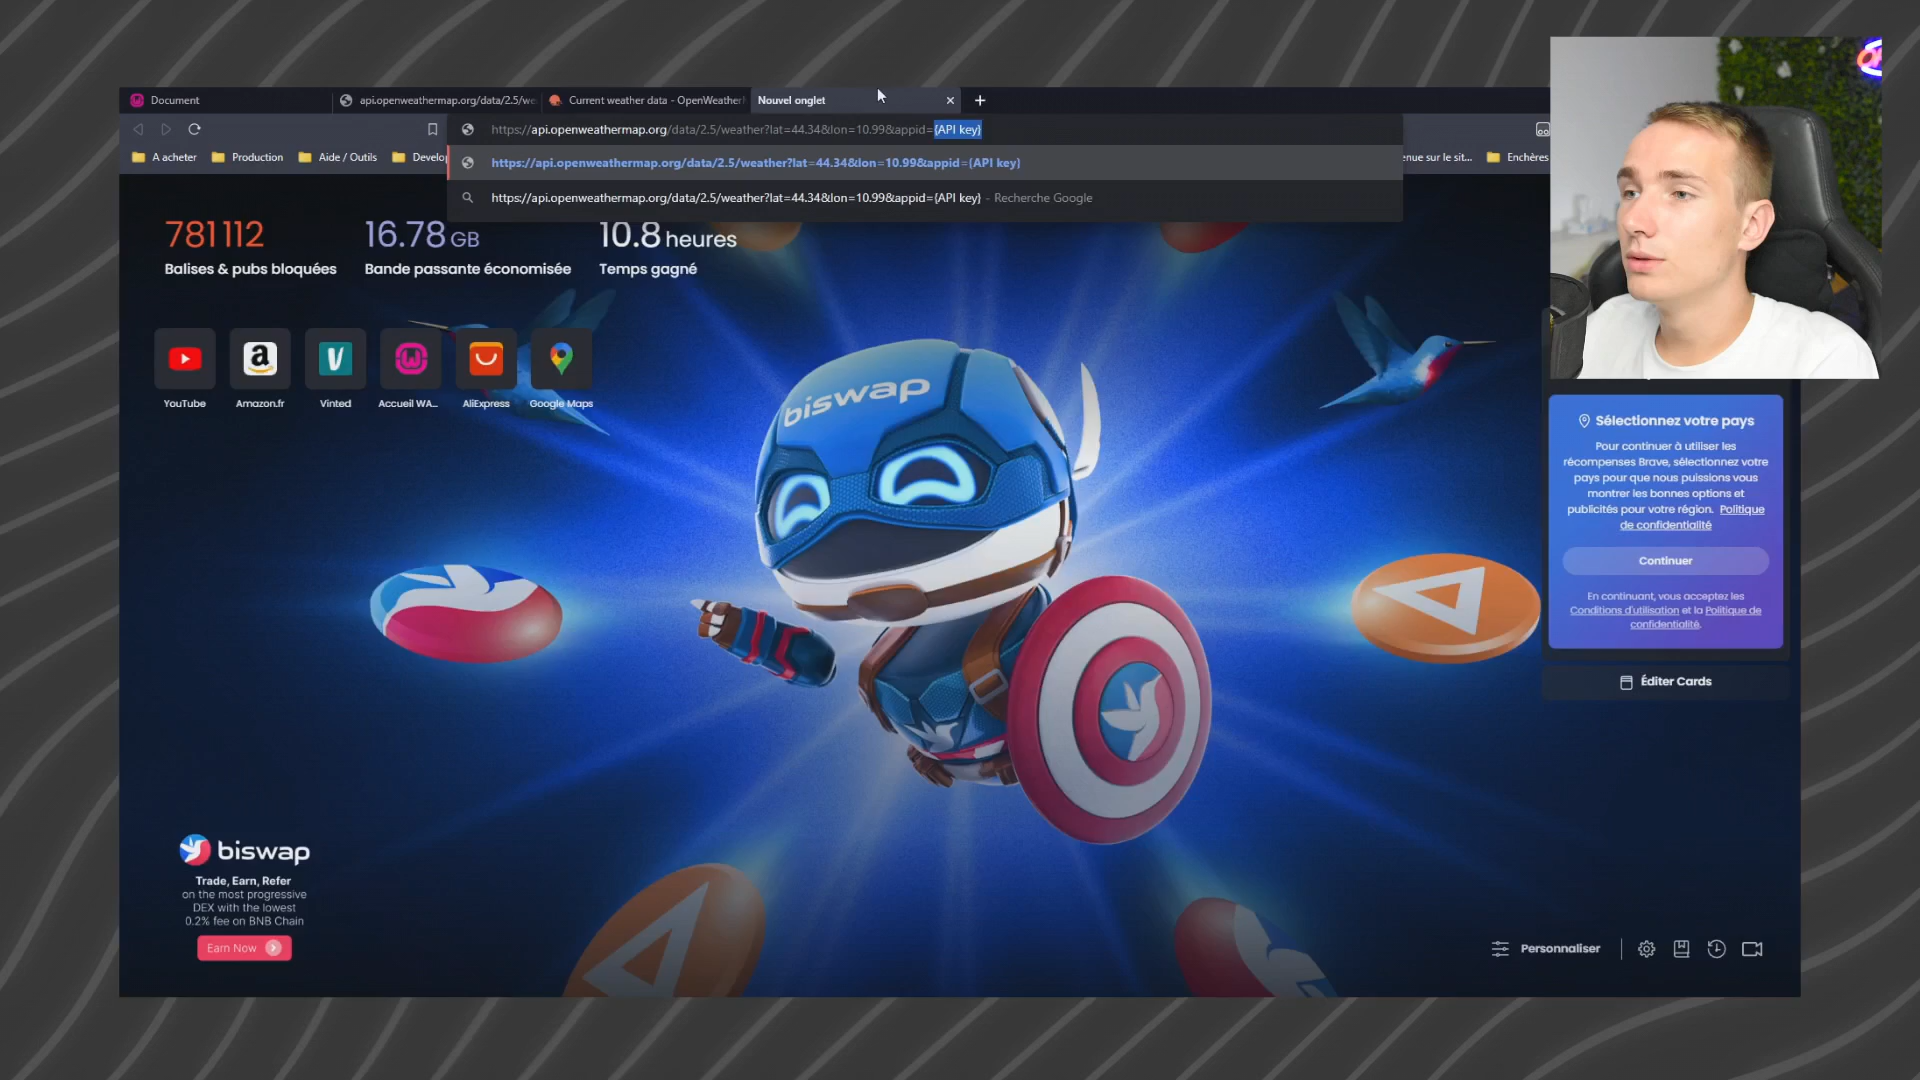 Document
api.openweathermap.org/data/2.5/we
Current weather data - OpenWeather
Nouvel onglet
https://api.openweathermap.org/data/2.5/weather?lat=44.34&lon=10.99&appid={API key}
A acheter
Production
Aide / Outils
Develo
https://api.openweathermap.org/data/2.5/weather?lat=44.34&lon=10.99&appid={API key}
enue sur le sit...
Enchères
https://api.openweathermap.org/data/2.5/weather?lat=44.34&lon=10.99&appid={API key} - Recherche Google
781 112
Balises & pubs bloquées
16.78 GB
Bande passante économisée
10.8 heures
Temps gagné
YouTube
Amazon.fr
Vinted
Accueil WA...
AliExpress
Google Maps
biswap
Sélectionnez votre pays
Pour continuer à utiliser les
récompenses Brave, sélectionnez votre
pays pour que nous puissions vous
montrer les bonnes options et
publicités pour votre région. Politique
de confidentialité
Continuer
En continuant, vous acceptez les
Conditions d'utilisation et la Politique de
confidentialité.
Éditer Cards
biswap
Trade, Earn, Refer
on the most progressive
DEX with the lowest
0.2% fee on BNB Chain
Earn Now
Personnaliser